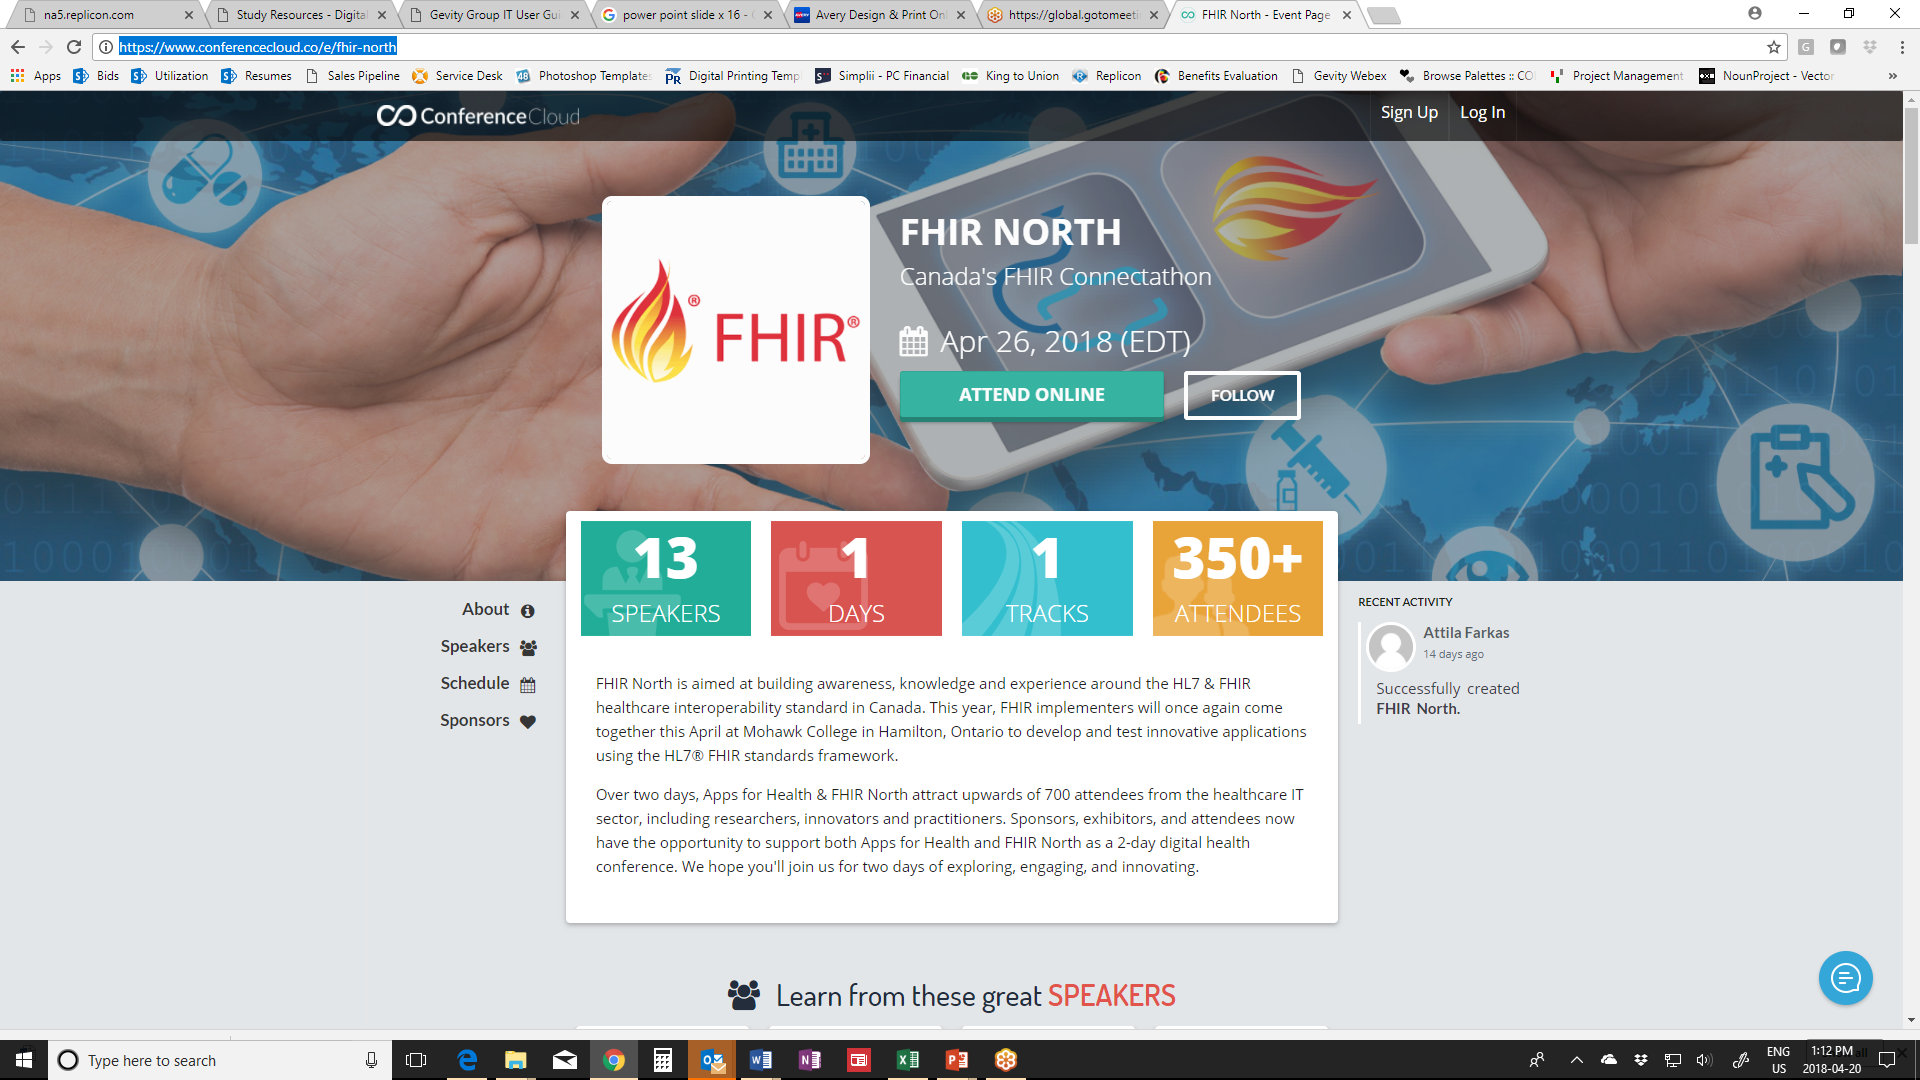 na5.replicon.com
Study Resources - Digital
Gevity Group IT User Gui
power point slide x 16 -
Avery Design & Print Onl
https://global.gotomeeti
FHIR North - Event Page
https://www.conferencecloud.co/e/fhir-north
Apps
Bids
Utilization
Resumes
Sales Pipeline
Service Desk
48
Photoshop Templates
PR
Digital Printing Temp
Simplii - PC Financial
King to Union
Replicon
Benefits Evaluation
Gevity Webex
Browse Palettes :: CO
Project Management
NounProject - Vector
»
ConferenceCloud
Sign Up
Log In
FHIR NORTH
Canada's FHIR Connectathon
® FHIR®
Apr 26, 2018 (EDT)
ATTEND ONLINE
FOLLOW
13
SPEAKERS
1
DAYS
1
TRACKS
350+
ATTENDEES
About
Speakers
Schedule
Sponsors
FHIR North is aimed at building awareness, knowledge and experience around the HL7 & FHIR
healthcare interoperability standard in Canada. This year, FHIR implementers will once again come
together this April at Mohawk College in Hamilton, Ontario to develop and test innovative applications
using the HL7® FHIR standards framework.
Over two days, Apps for Health & FHIR North attract upwards of 700 attendees from the healthcare IT
sector, including researchers, innovators and practitioners. Sponsors, exhibitors, and attendees now
have the opportunity to support both Apps for Health and FHIR North as a 2-day digital health
conference. We hope you'll join us for two days of exploring, engaging, and innovating.
RECENT ACTIVITY
Attila Farkas
14 days ago
Successfully created
FHIR North.
Learn from these great SPEAKERS
Type here to search
ENG
US
1:12 PM
2018-04-20